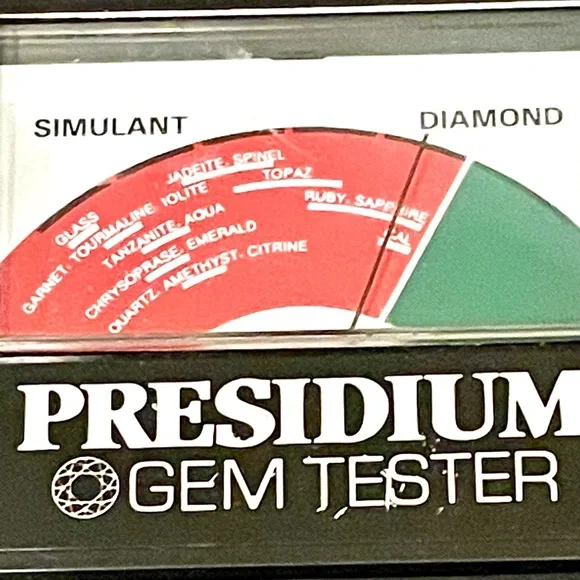 SIMULANT
DIAMOND
JADEITE. SPINEL
TOPAZ
RUBY. SAPPHIRE
GLASS
GARNET. TOURMALINE. IOLITE
TANZANITE. AQUA
CHRYSOPRASE. EMERALD
QUARTZ. AMETHYST. CITRINE
PRESIDIUM
GEM TESTER